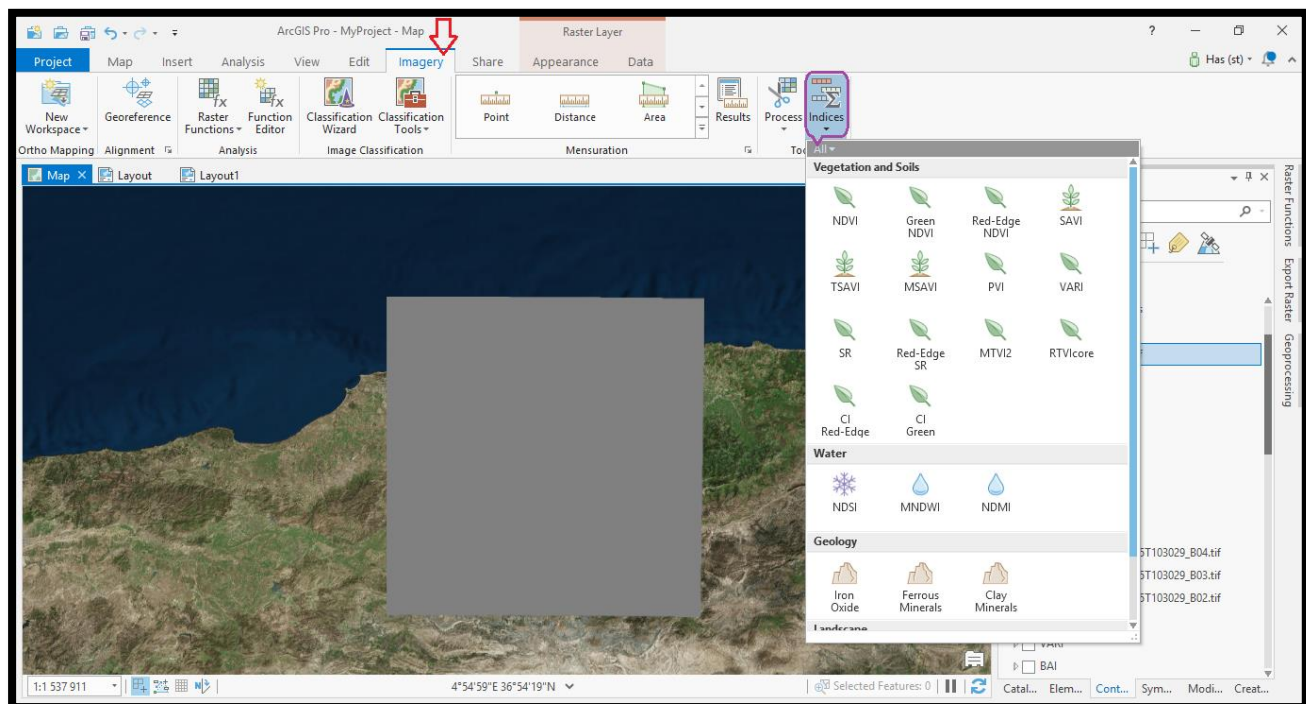 ArcGIS Pro - MyProject - Map
Raster Layer
?
Has (st)
Project Map Insert Analysis View Edit Imagery Share Appearance Data
New Workspace
Georeference
Raster Functions
Function Editor
Classification Wizard
Classification Tools
Point
Distance
Area
Results
Process
Indices
Ortho Mapping Alignment Analysis Image Classification Mensuration
Map Layout Layout1
All
Vegetation and Soils
NDVI
Green NDVI
Red-Edge NDVI
SAVI
TSAVI MSAVI PVI VARI
SR
Red-Edge SR
MTVI2
RTVIcore
CI Red-Edge
CI Green
Water
NDSI MNDWI NDMI
Geology
Iron Oxide
Ferrous Minerals
Clay Minerals
Landscape
Raster Functions
Export Raster
Geoprocessing
5T103029_B04.tif
5T103029_B03.tif
5T103029_B02.tif
VARI
BAI
1:1 537 911
4°54'59"E 36°54'19"N
Selected Features: 0
Catal... Elem... Cont... Sym... Modi... Creat...